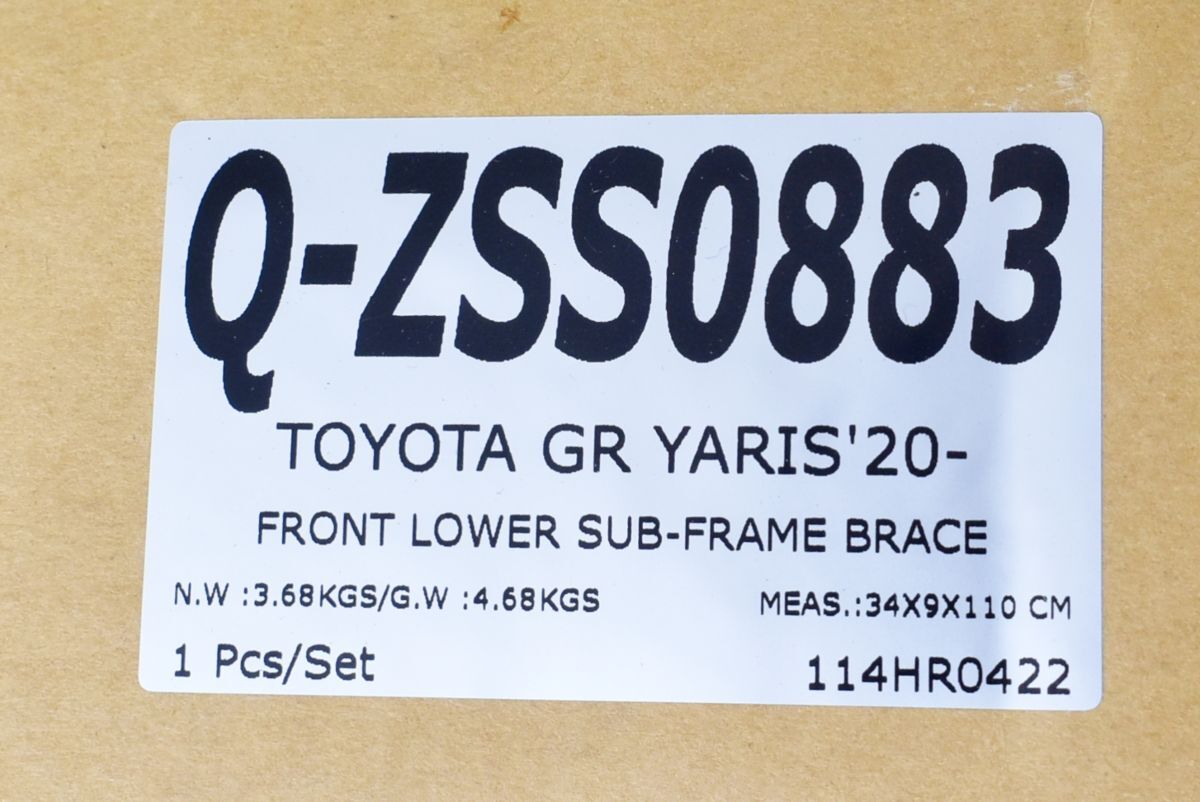 Q-ZSS0883
TOYOTA GR YARIS'20-
FRONT LOWER SUB-FRAME BRACE
N.W :3.68KGS/G.W :4.68KGS MEAS.:34X9X110 CM
1 Pcs/Set 114HR0422